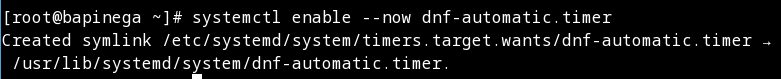 [root@bapinega ~]# systemctl enable --now dnf-automatic.timer
Created symlink /etc/systemd/system/timers.target.wants/dnf-automatic.timer →
 /usr/lib/systemd/system/dnf-automatic.timer.